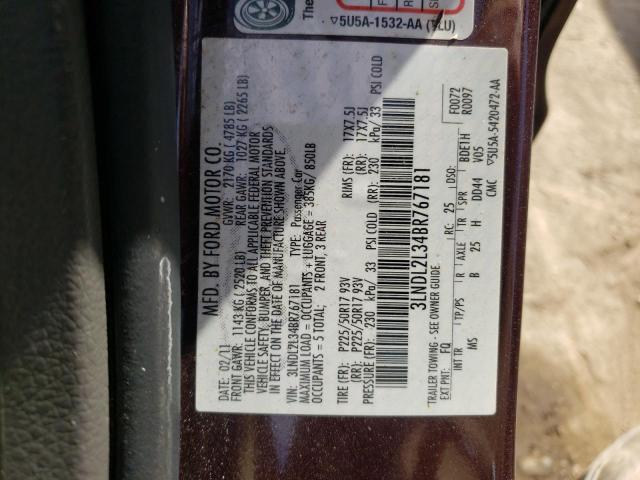 The
F
R
S
▽5U5A-1532-AA (TLU)
MFD. BY FORD MOTOR CO.
DATE: 02/11 GVWR: 2170 KG ( 4785 LB)
FRONT GAWR: 1143 KG ( 2520LB) REAR GAWR: 1027 KG ( 2265 LB)
THIS VEHICLE CONFORMS TO ALL APPLICABLE FEDERAL MOTOR
VEHICLE SAFETY, BUMPER, AND THEFT PREVENTION STANDARDS
IN EFFECT ON THE DATE OF MANUFACTURE SHOWN ABOVE.
VIN: 3LNDL2L34BR767181 TYPE: Passenger Car
MAXIMUM LOAD = OCCUPANTS + LUGGAGE = 385KG/ 850LB
OCCUPANTS = 5 TOTAL; 2 FRONT, 3 REAR
TIRE (FR): P225/50R17 93V RIMS (FR): 17X7.5J
(RR): P225/50R17 93V (RR): 17X7.5J
PRESSURE (FR): 230 kPa/ 33 PSI COLD (RR): 230 kPa/ 33 PSI COLD
3LNDL2L34BR767181
TRAILER TOWING - SEE OWNER GUIDE RC: 25 DSO: F0072
EXT PNT: FQ R0097
INT TR TP/PS R AXLE TR SPR BDE1H
MS B 25 H DD44 V05
CMC ▽5U5A-5420472-AA